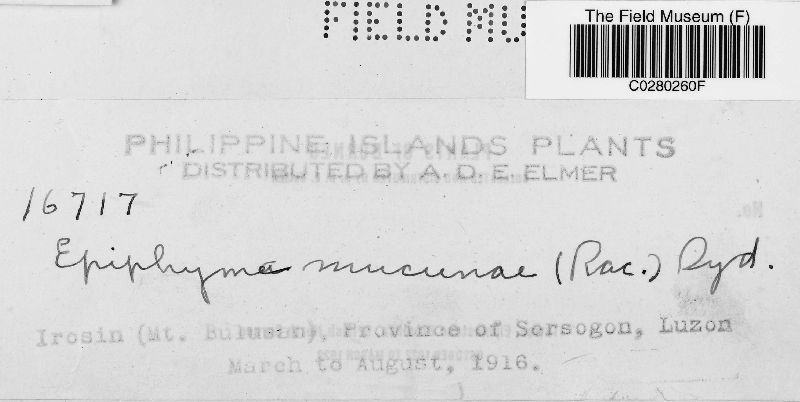 FIELD MU
The Field Museum (F)
C0280260F
PHILIPPINE ISLANDS PLANTS
DISTRIBUTED BY A. D. E. ELMER
16717
Epiphyma mucunae (Rac.) Syd.
Irosin (Mt. Bulusan), Province of Sorsogon, Luzon
March to August, 1916.